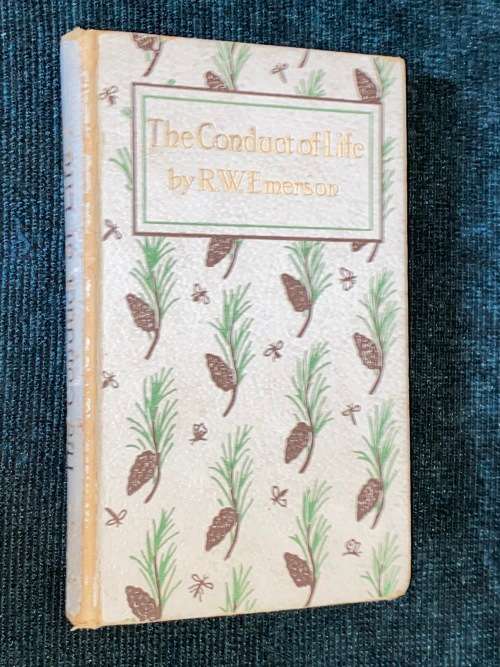 The Conduct of Life
by R.W. Emerson